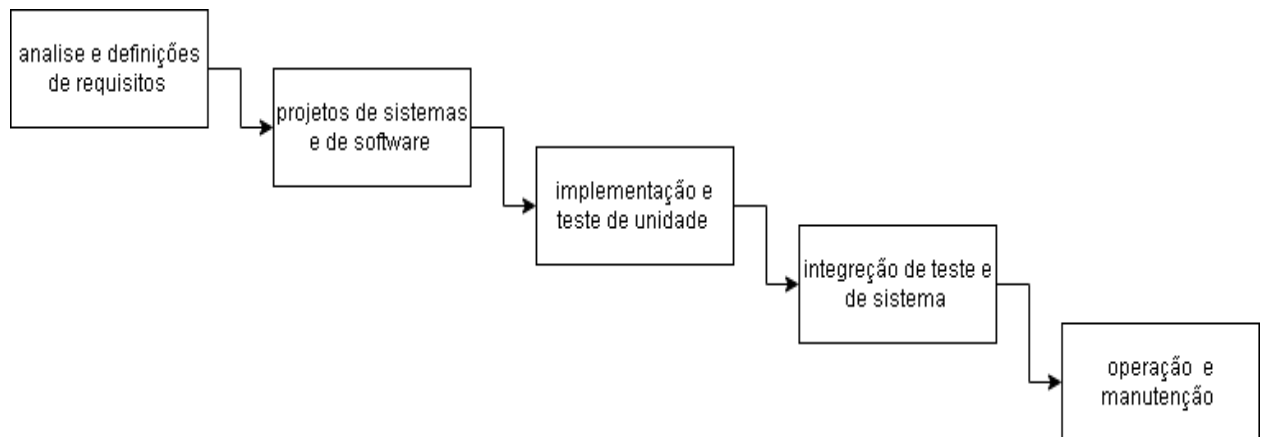 analise e definições
de requisitos
projetos de sistemas
e de software
implementação e
teste de unidade
integreção de teste e
de sistema
operação e
manutenção